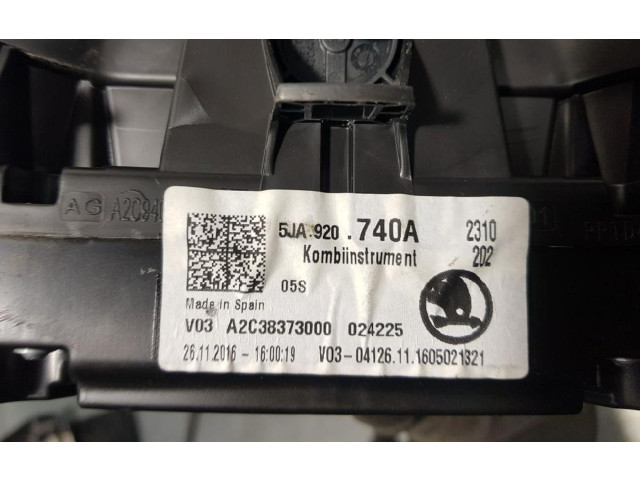 5JA 920 . 740A 2310
Kombiinstrument 202
05S
Made in Spain
V03 A2C38373000 024225
26.11.2016 - 16:00:19 V03-04126.11.1605021321
AG